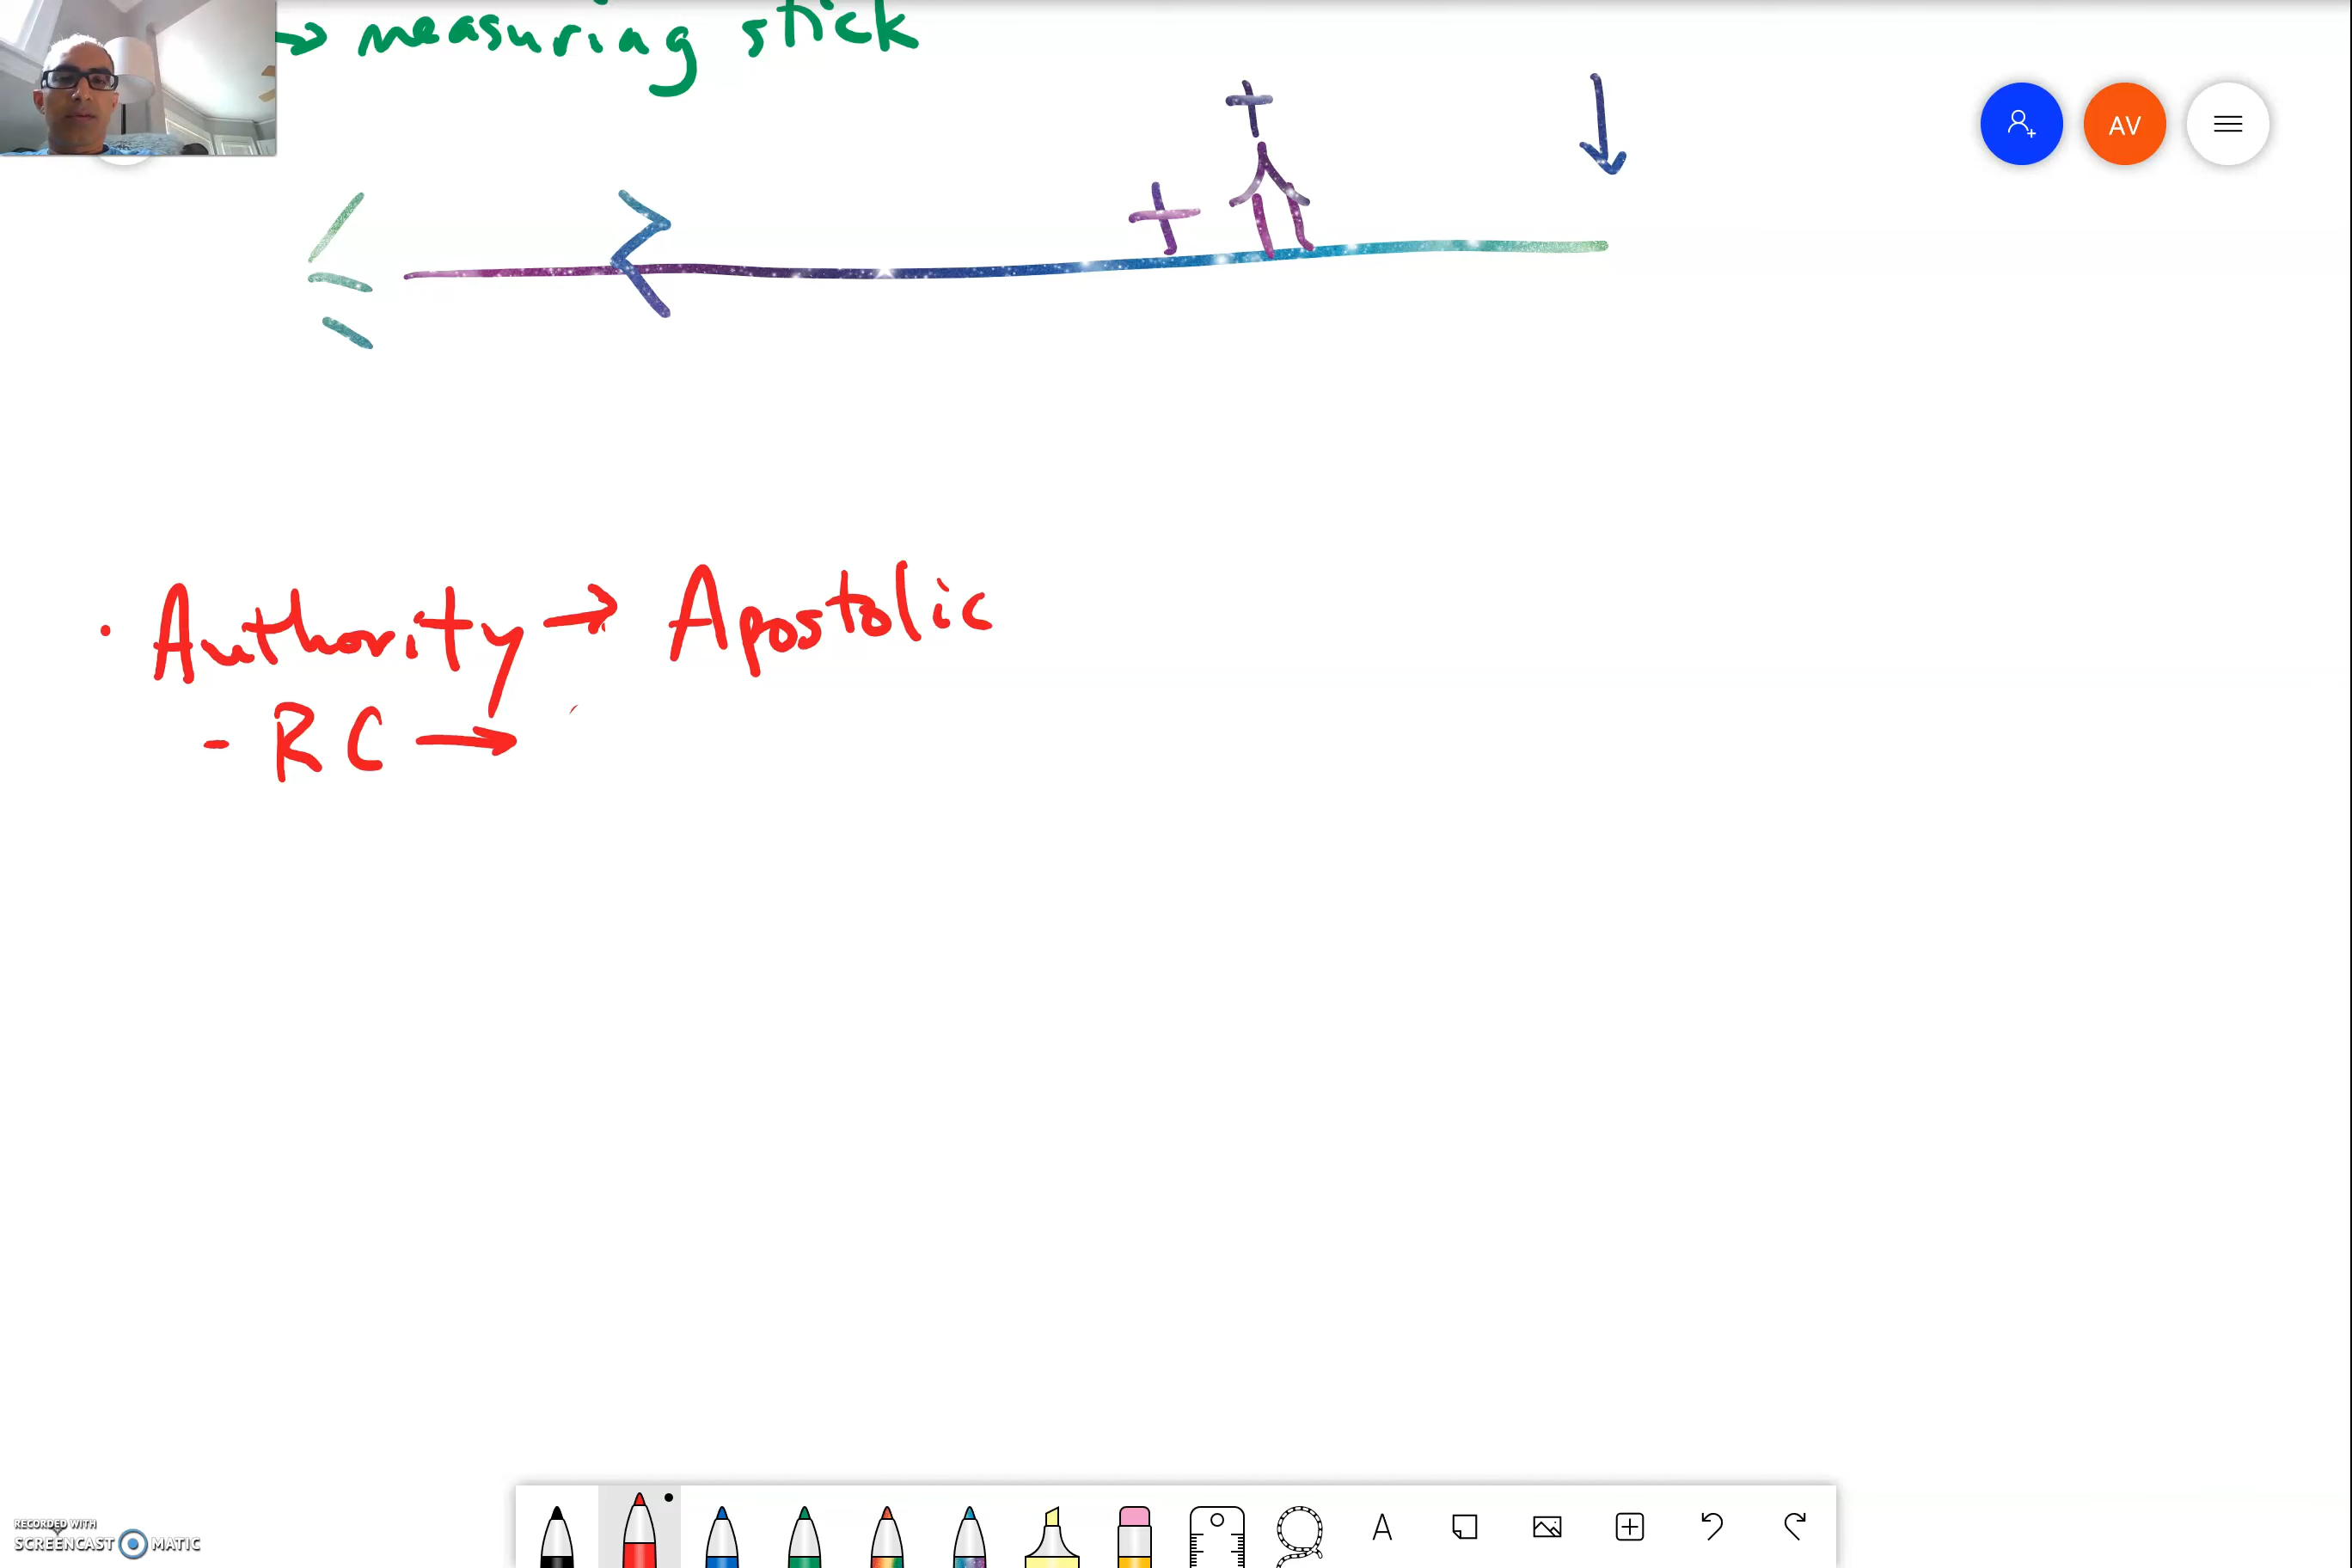 → measuring stick
AV
· Authority → Apostolic
- RC →
RECORDED WITH
SCREENCAST MATIC